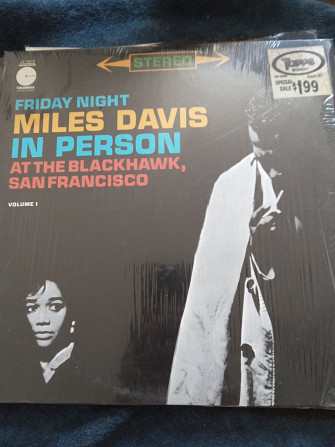 STEREO
FRIDAY NIGHT
MILES DAVIS
IN PERSON
AT THE BLACKHAWK,
SAN FRANCISCO
VOLUME I
SPECIAL
SALE $1.99